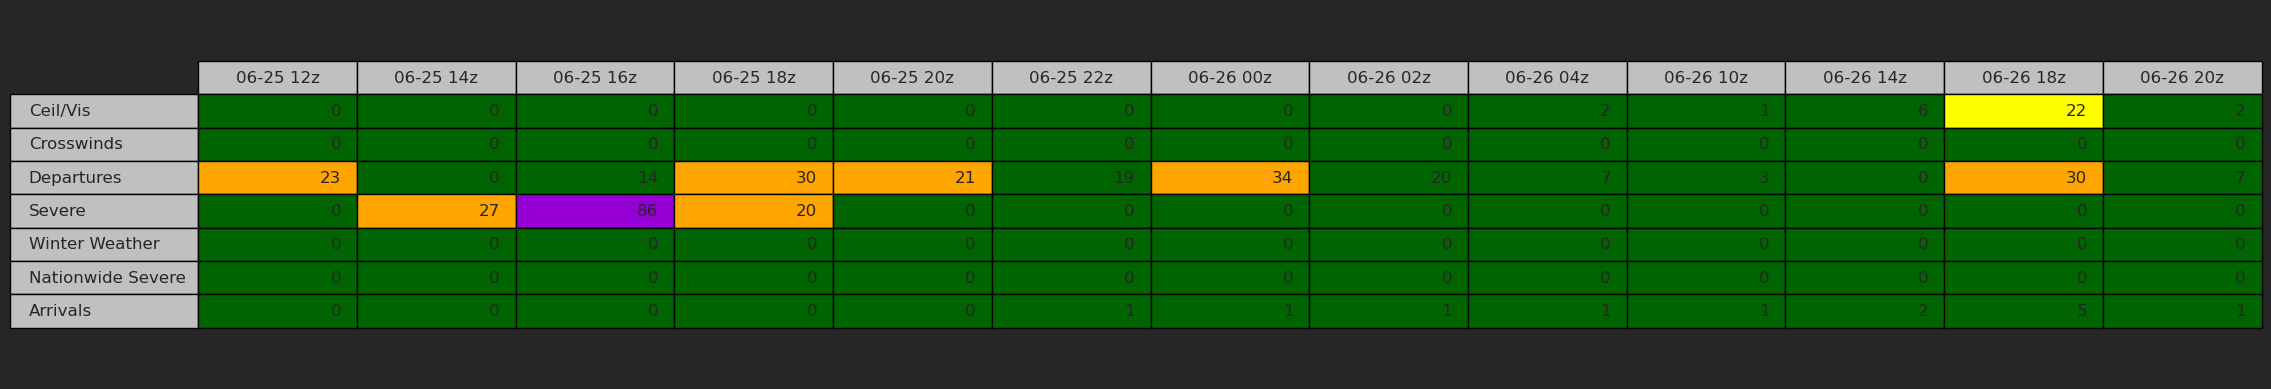 06-25 12z 06-25 14z 06-25 16z 06-25 18z 06-25 20z 06-25 22z 06-26 00z 06-26 02z 06-26 04z 06-26 10z 06-26 14z 06-26 18z 06-26 20z
Ceil/Vis 0 0 0 0 0 0 0 0 2 1 6 22 2
Crosswinds 0 0 0 0 0 0 0 0 0 0 0 0 0
Departures 23 0 14 30 21 19 34 20 7 3 0 30 7
Severe 0 27 86 20 0 0 0 0 0 0 0 0 0
Winter Weather 0 0 0 0 0 0 0 0 0 0 0 0 0
Nationwide Severe 0 0 0 0 0 0 0 0 0 0 0 0 0
Arrivals 0 0 0 0 0 1 1 1 1 1 2 5 1